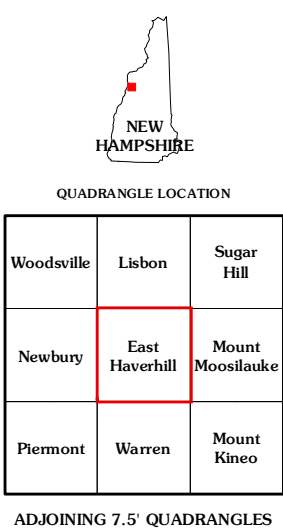 NEW
HAMPSHIRE
QUADRANGLE LOCATION
Woodsville
Lisbon
Sugar
Hill
Newbury
East
Haverhill
Mount
Moosilauke
Piermont
Warren
Mount
Kineo
ADJOINING 7.5' QUADRANGLES